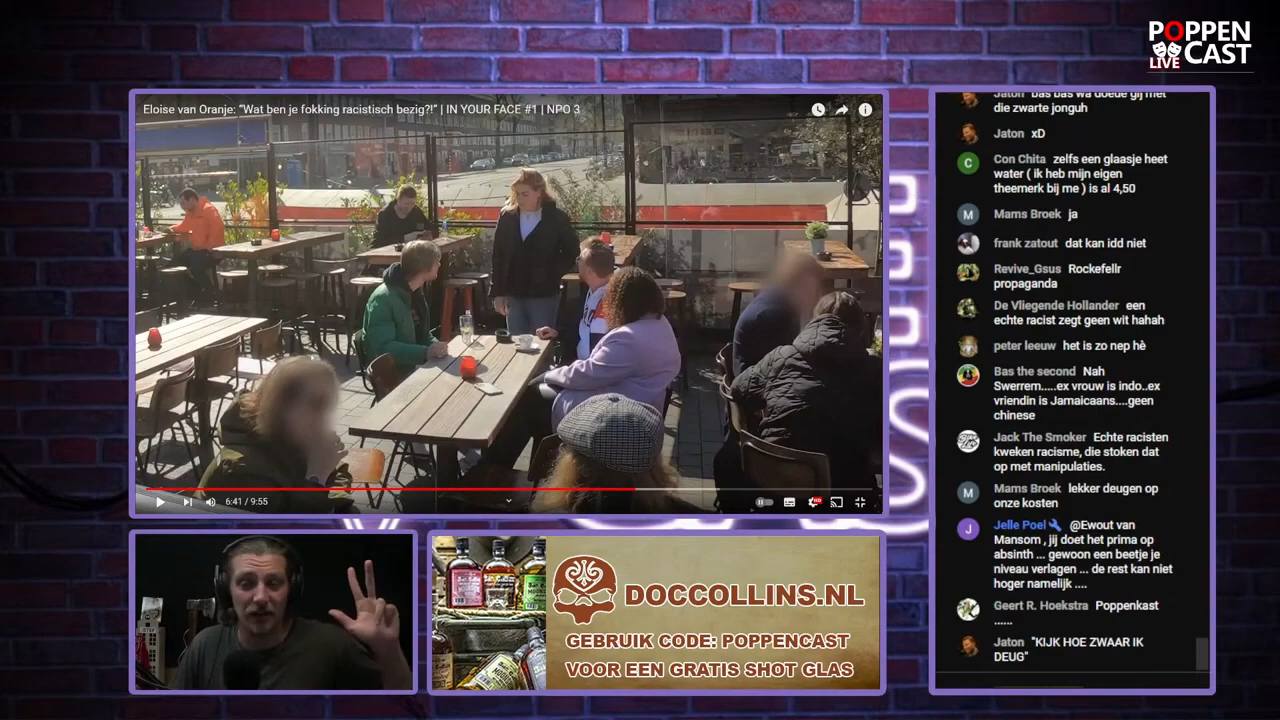 POPPEN
LIVE CAST
Eloise van Oranje: "Wat ben je fokking racistisch bezig?!" | IN YOUR FACE #1 | NPO 3
6:41 / 9:55
HD
Jaton bas bas wa doede gij met
die zwarte jonguh
Jaton xD
C
Con Chita zelfs een glaasje heet
water ( ik heb mijn eigen
theemerk bij me ) is al 4,50
M
Mams Broek ja
frank zatout dat kan idd niet
Revive_Gsus Rockefellr
propaganda
De Vliegende Hollander een
echte racist zegt geen wit hahah
peter leeuw het is zo nep hè
Bas the second Nah
Swerrem.....ex vrouw is indo..ex
vriendin is Jamaicaans....geen
chinese
Jack The Smoker Echte racisten
kweken racisme, die stoken dat
op met manipulaties.
M
Mams Broek lekker deugen op
onze kosten
J
Jelle Poel @Ewout van
Mansom , jij doet het prima op
absinth ... gewoon een beetje je
niveau verlagen ... de rest kan niet
hoger namelijk ....
Geert R. Hoekstra Poppenkast
......
Jaton "KIJK HOE ZWAAR IK
DEUG"
DOCCOLLINS.NL
GEBRUIK CODE: POPPENCAST
VOOR EEN GRATIS SHOT GLAS